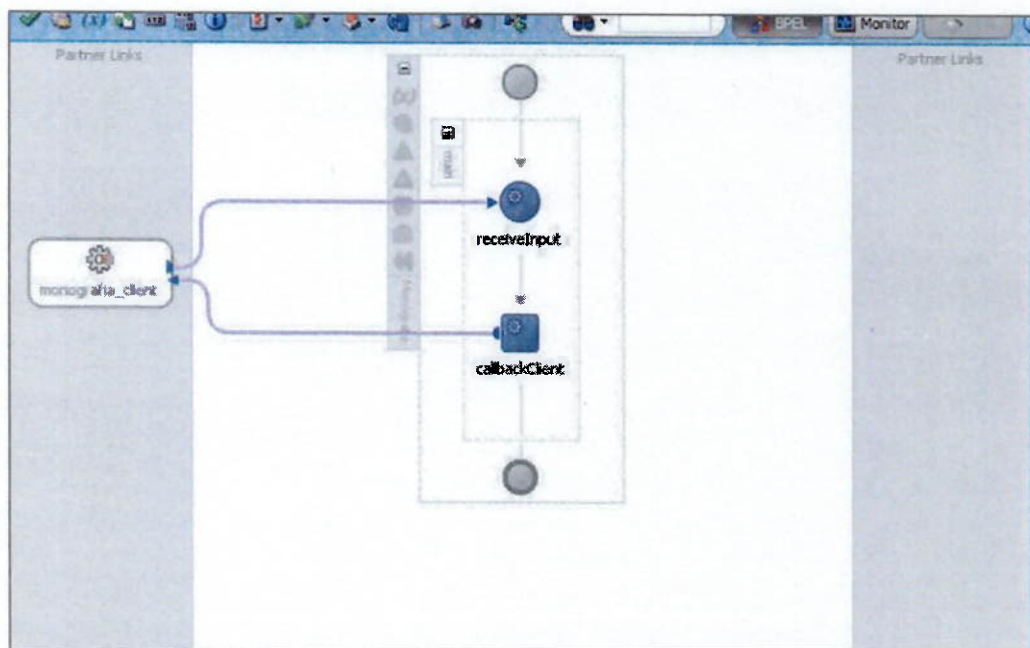 BPEL Monitor
Partner Links
Partner Links
main
receiveInput
monografia_client
callbackClient